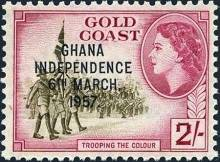 GOLD
COAST
GHANA
INDEPENDENCE
6TH MARCH
1957
TROOPING THE COLOUR
2/-